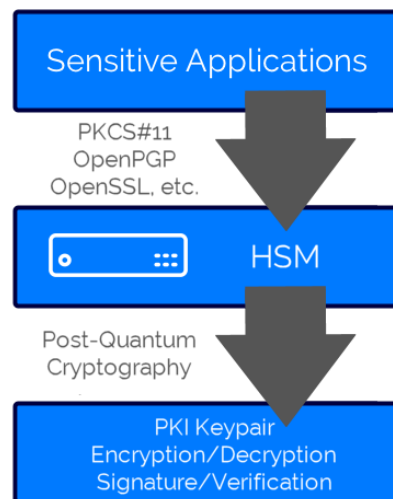 Sensitive Applications
PKCS#11
OpenPGP
OpenSSL, etc.
HSM
Post-Quantum
Cryptography
PKI Keypair
Encryption/Decryption
Signature/Verification